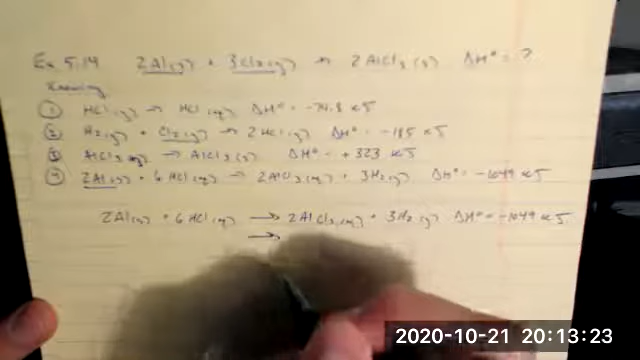 Ex 5.14 2Al(s) + 3Cl₂(g) → 2AlCl₃(s) ΔH° = ?
Knowing
① HCl(g) → HCl(aq) ΔH° = -74.8 kJ
② H₂(g) + Cl₂(g) → 2HCl(g) ΔH° = -185 kJ
③ AlCl₃(aq) → AlCl₃(s) ΔH° = +323 kJ
④ 2Al(s) + 6HCl(aq) → 2AlCl₃(aq) + 3H₂(g) ΔH° = -1049 kJ
2Al(s) + 6HCl(aq) → 2AlCl₃(aq) + 3H₂(g) ΔH° = -1049 kJ
→
2020-10-21 20:13:23